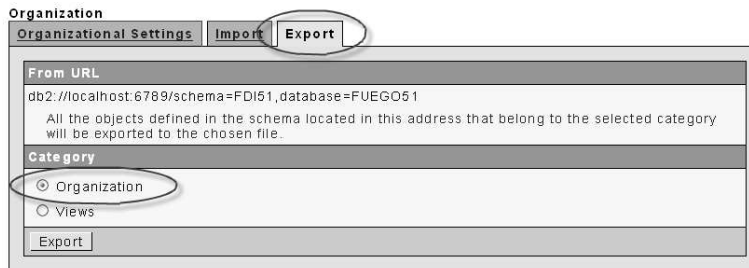 Organization
Organizational Settings Import Export
From URL
db2://localhost:6789/schema=FDI51,database=FUEGO51
All the objects defined in the schema located in this address that belong to the selected category
will be exported to the chosen file.
Category
Organization
Views
Export